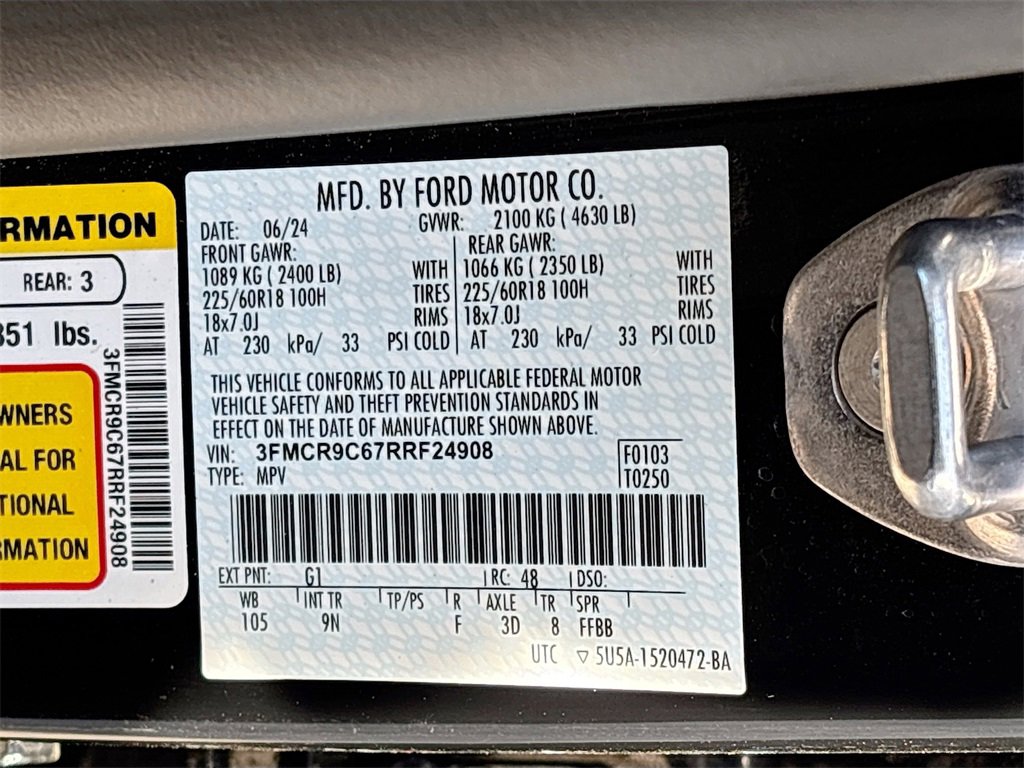 RMATION
REAR: 3
351 lbs.
WNERS
AL FOR
TIONAL
RMATION
3FMCR9C67RRF24908
MFD. BY FORD MOTOR CO.
DATE: 06/24 GVWR: 2100 KG ( 4630 LB)
FRONT GAWR: REAR GAWR:
1089 KG ( 2400 LB) WITH 1066 KG ( 2350 LB) WITH
225/60R18 100H TIRES 225/60R18 100H TIRES
18x7.0J RIMS 18x7.0J RIMS
AT 230 kPa/ 33 PSI COLD AT 230 kPa/ 33 PSI COLD
THIS VEHICLE CONFORMS TO ALL APPLICABLE FEDERAL MOTOR
VEHICLE SAFETY AND THEFT PREVENTION STANDARDS IN
EFFECT ON THE DATE OF MANUFACTURE SHOWN ABOVE.
VIN: 3FMCR9C67RRF24908 F0103
TYPE: MPV T0250
EXT PNT: G1 RC: 48 DSO:
WB INT TR TP/PS R AXLE TR SPR
105 9N F 3D 8 FFBB
UTC ▽ 5U5A-1520472-BA